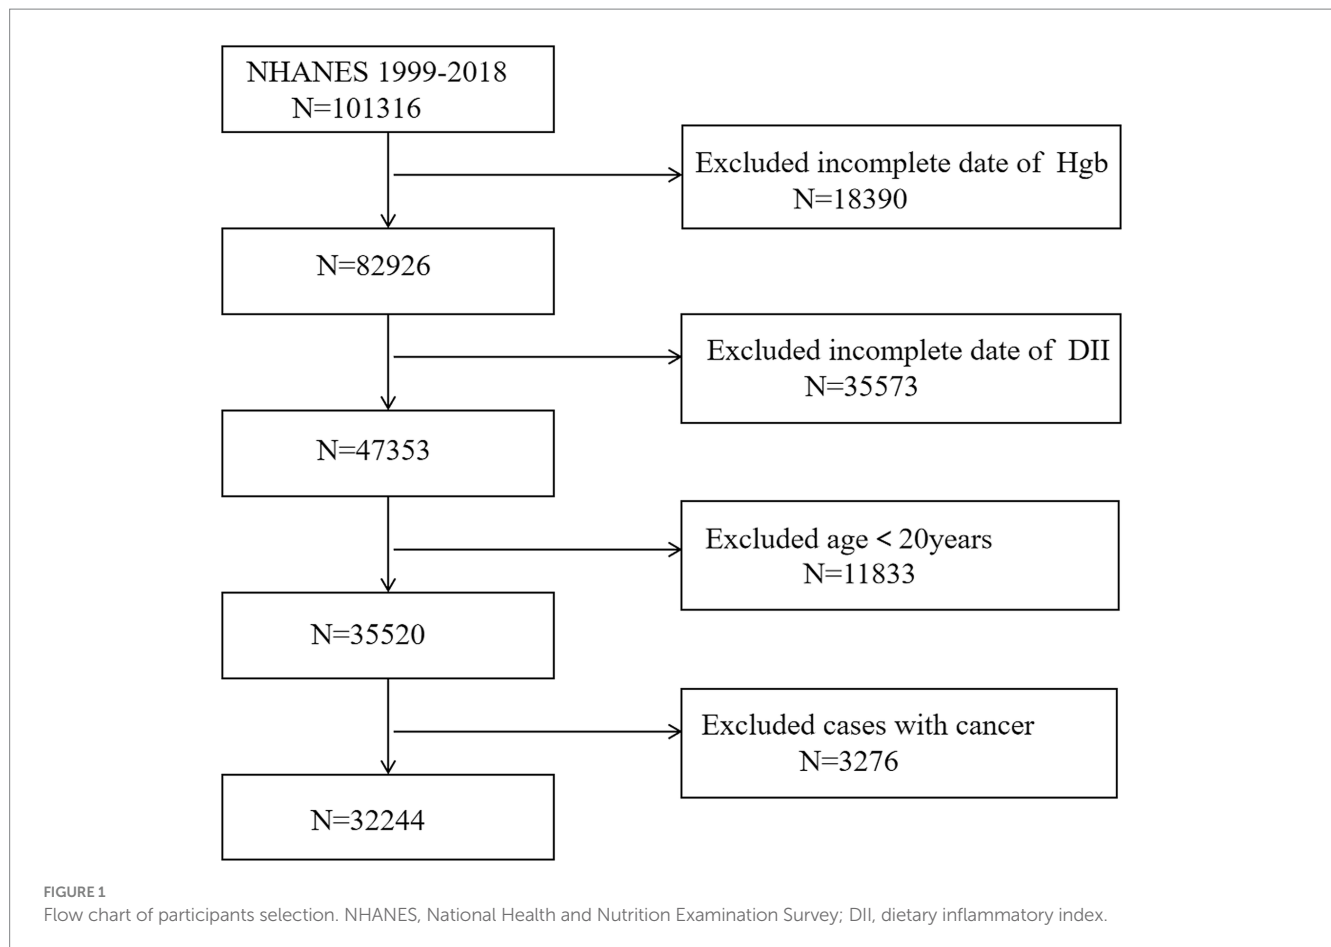 NHANES 1999-2018
N=101316
Excluded incomplete date of Hgb
N=18390
N=82926
Excluded incomplete date of DII
N=35573
N=47353
Excluded age < 20years
N=11833
N=35520
Excluded cases with cancer
N=3276
N=32244
FIGURE 1
Flow chart of participants selection. NHANES, National Health and Nutrition Examination Survey; DII, dietary inflammatory index.